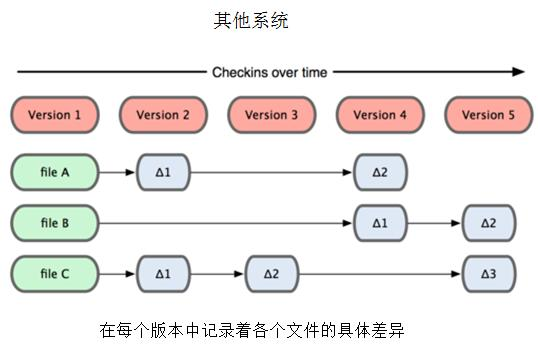 其他系统
Checkins over time
Version 1 Version 2 Version 3 Version 4 Version 5
file A Δ1 Δ2
file B Δ1 Δ2
file C Δ1 Δ2 Δ3
在每个版本中记录着各个文件的具体差异